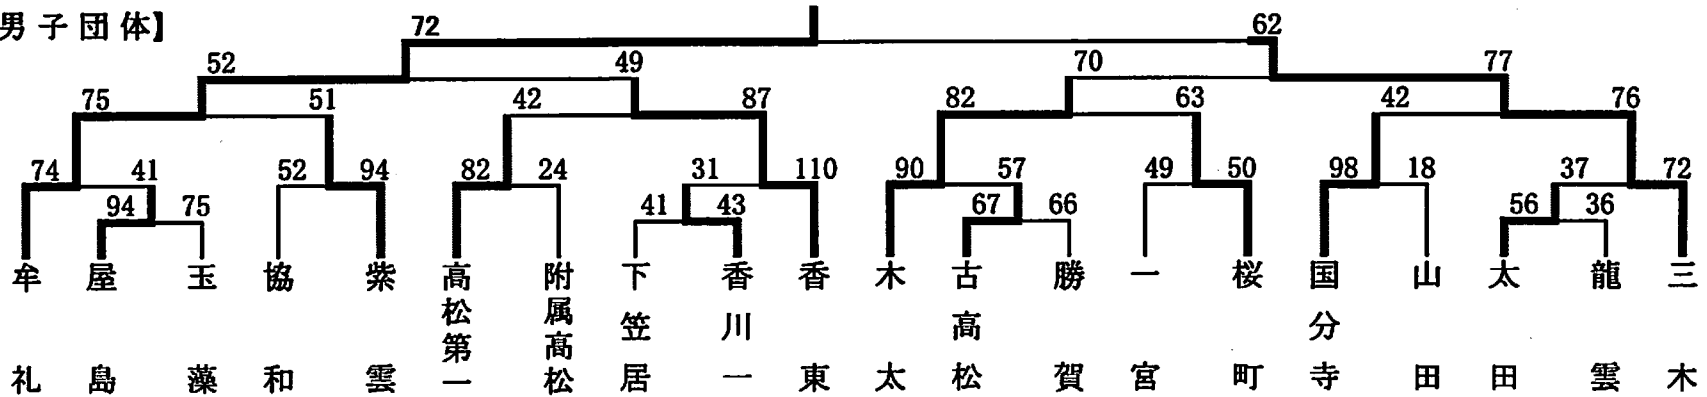 男子団体】
72 62
52 49 70 77
75 51 42 87 82 63 42 76
74 41 52 94 82 24 31 110 90 57 49 50 98 18 37 72
94 75 41 43 67 66 56 36
牟礼
屋島
玉藻
協和
紫雲
高松第一
附属高松
下笠居
香川一
香東
木太
古高松
勝賀
一宮
桜町
国分寺
山田
太田
龍雲
三木